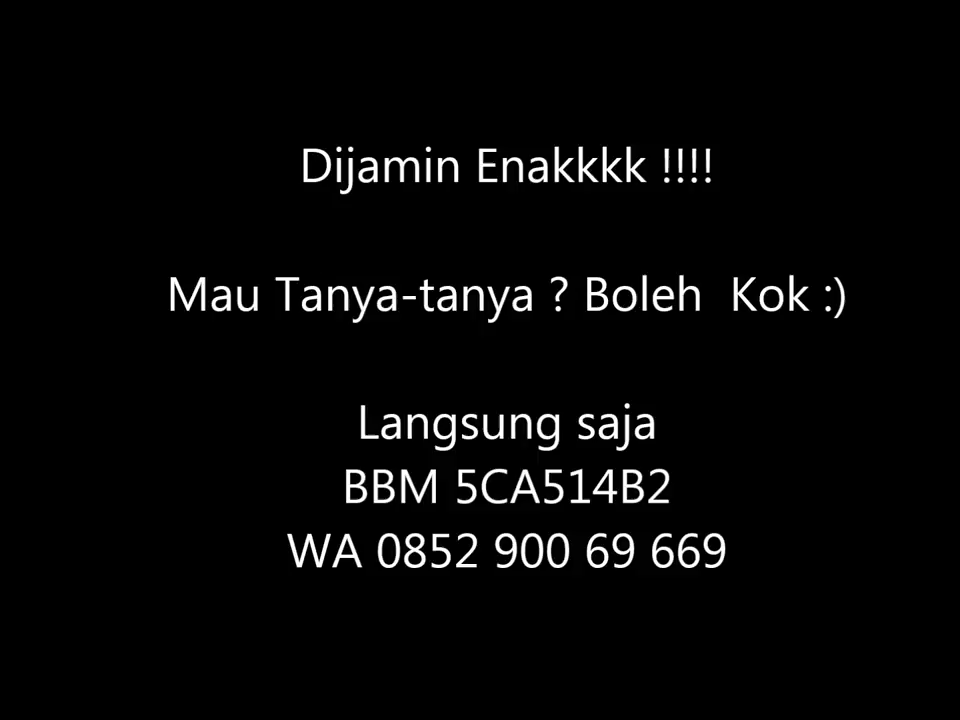 Dijamin Enakkkk !!!!
Mau Tanya-tanya ? Boleh  Kok :)
Langsung saja
BBM 5CA514B2
WA 0852 900 69 669